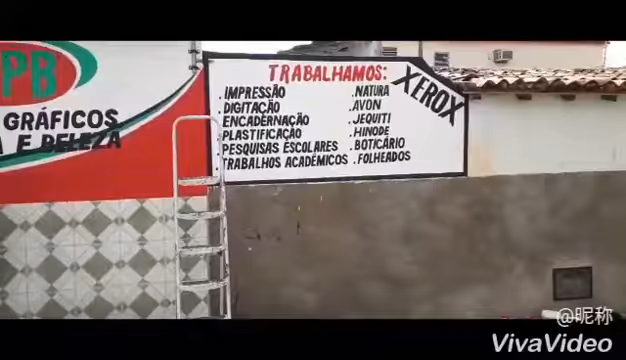 PB
GRÁFICOS
A E BELEZA
TRABALHAMOS:
XEROX
. IMPRESSÃO
. DIGITAÇÃO
. ENCADERNAÇÃO
. PLASTIFICAÇÃO
. PESQUISAS ESCOLARES
. TRABALHOS ACADÊMICOS
. NATURA
. AVON
. JEQUITI
. HINODE
. BOTICÁRIO
. FOLHEADOS
@昵称
VivaVideo